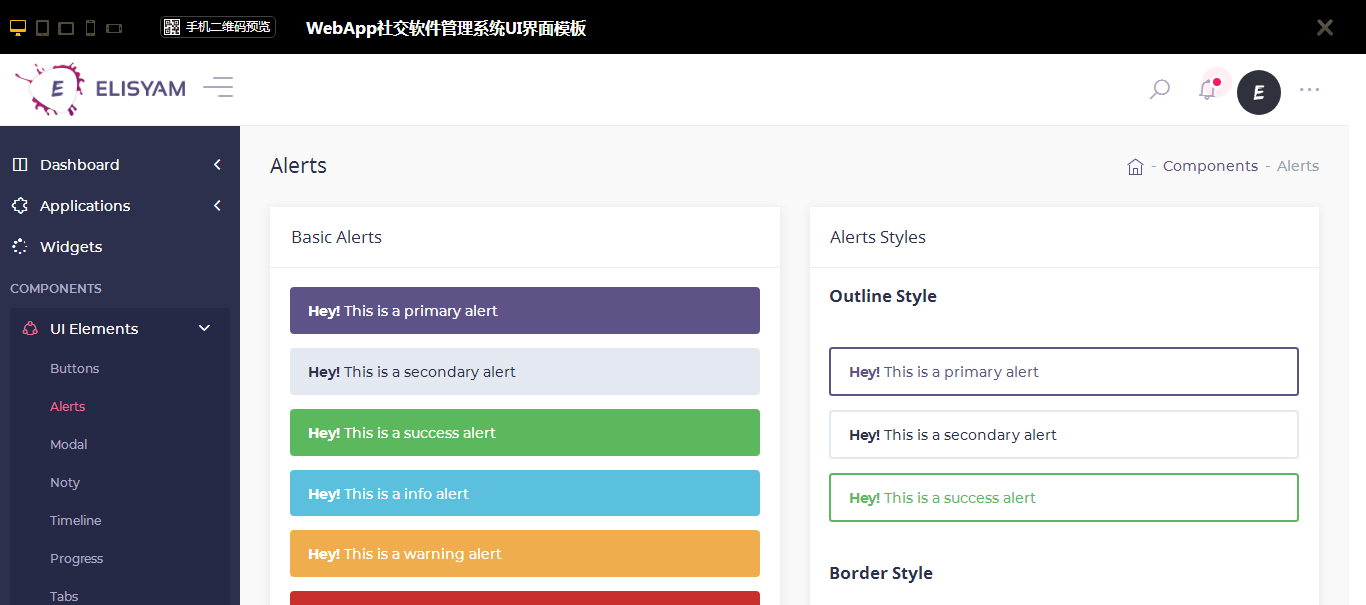 手机二维码预览
WebApp社交软件管理系统UI界面模板
E ELISYAM
E
Dashboard
Applications
Widgets
COMPONENTS
UI Elements
Buttons
Alerts
Modal
Noty
Timeline
Progress
Tabs
Alerts
- Components - Alerts
Basic Alerts
Hey! This is a primary alert
Hey! This is a secondary alert
Hey! This is a success alert
Hey! This is a info alert
Hey! This is a warning alert
Alerts Styles
Outline Style
Hey! This is a primary alert
Hey! This is a secondary alert
Hey! This is a success alert
Border Style